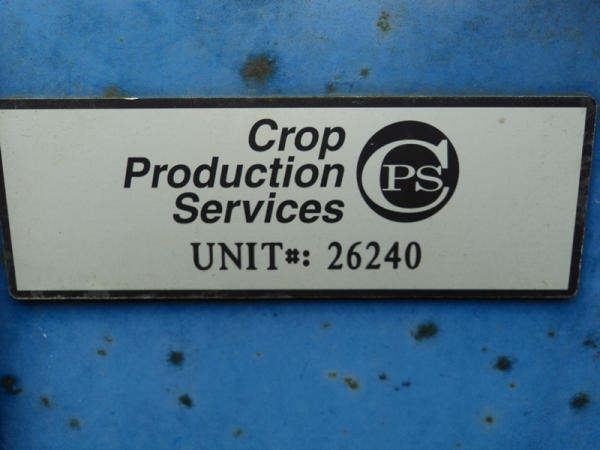 Crop
Production
Services
CPS
UNIT#: 26240